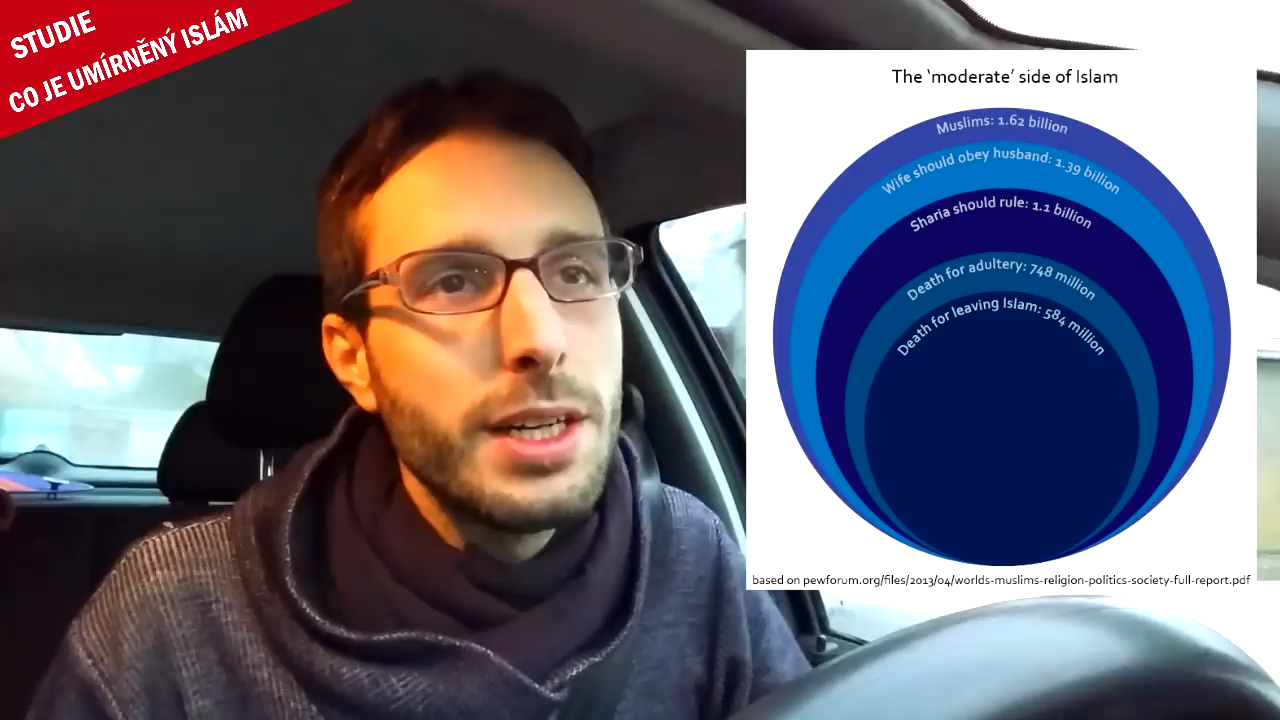 STUDIE
CO JE UMÍRNĚNÝ ISLÁM
The ‘moderate’ side of Islam
Muslims: 1.62 billion
Wife should obey husband: 1.39 billion
Sharia should rule: 1.1 billion
Death for adultery: 748 million
Death for leaving Islam: 584 million
based on pewforum.org/files/2013/04/worlds-muslims-religion-politics-society-full-report.pdf